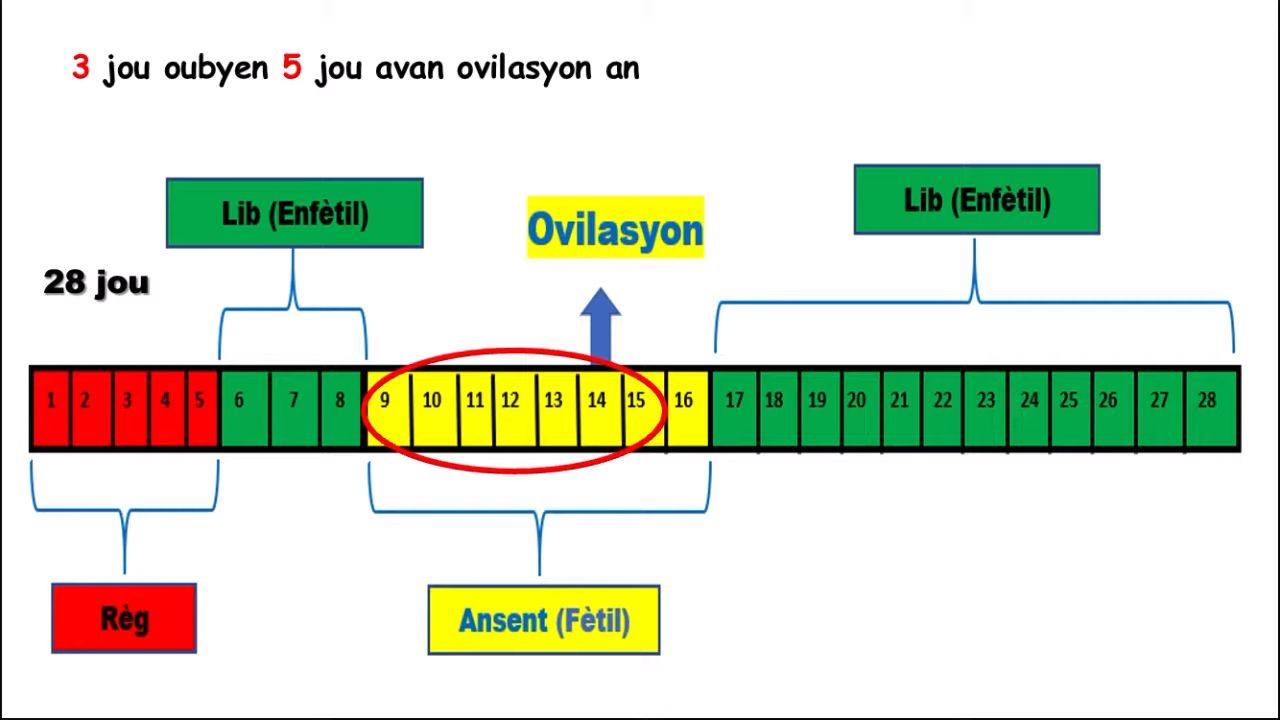 3 jou oubyen 5 jou avan ovilasyon an
Lib (Enfètil)
Ovilasyon
Lib (Enfètil)
28 jou
1 2 3 4 5 6 7 8 9 10 11 12 13 14 15 16 17 18 19 20 21 22 23 24 25 26 27 28
Règ
Ansent (Fètil)